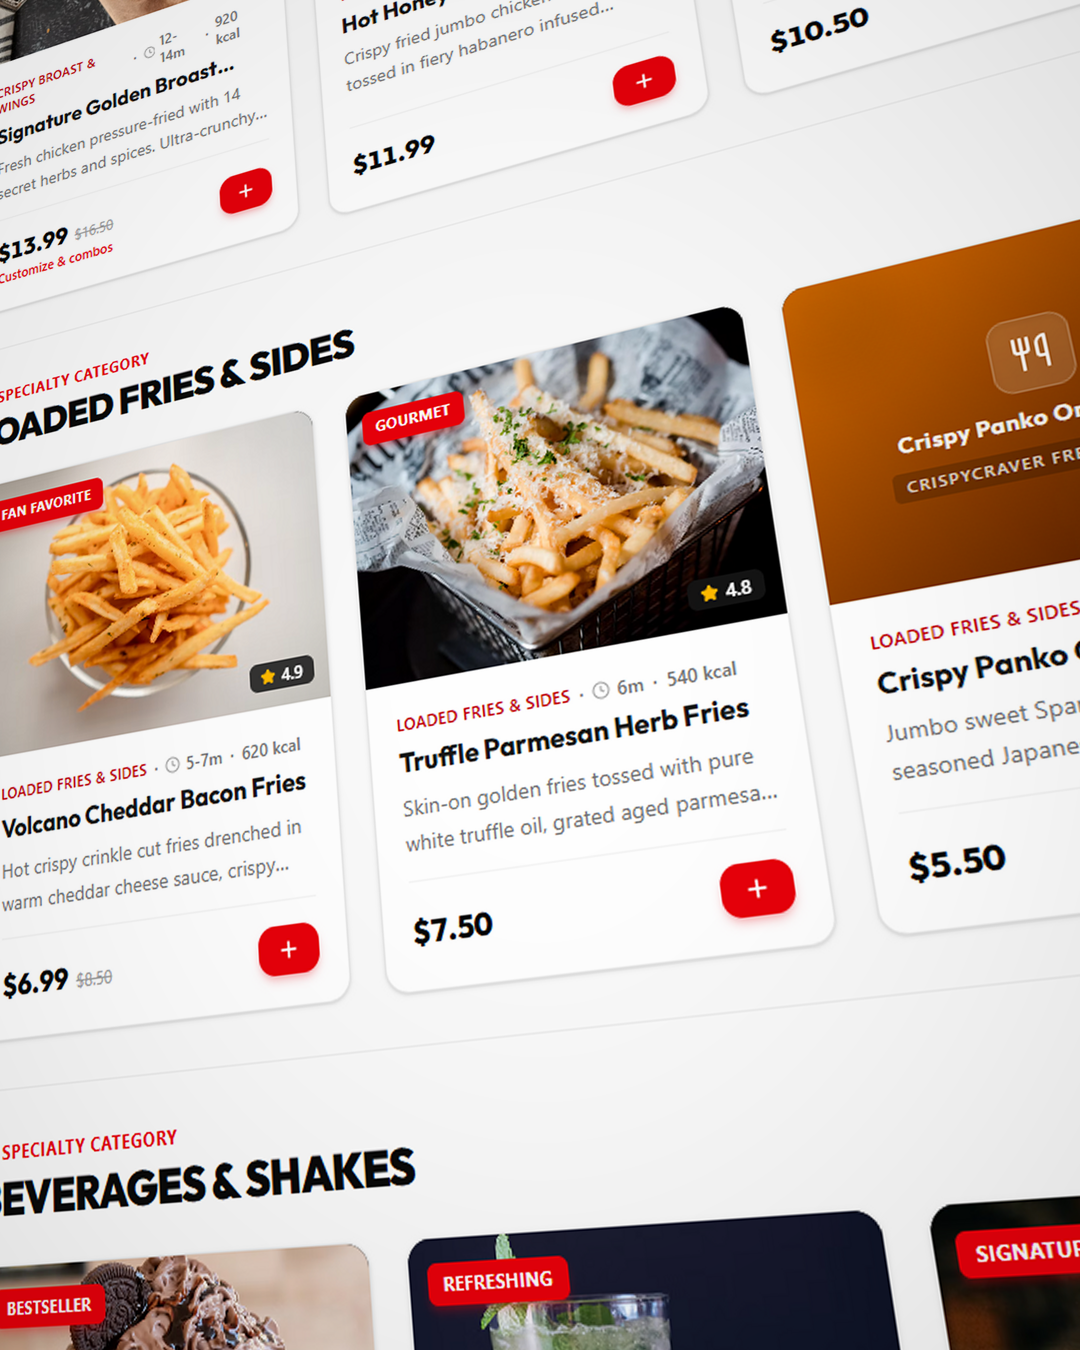 920
kcal
12-
14m
CRISPY BROAST &
WINGS
Signature Golden Broast...
Fresh chicken pressure-fried with 14
secret herbs and spices. Ultra-crunchy...
$13.99 $16.50
Customize & combos
Hot Honey
Crispy fried jumbo chicken
tossed in fiery habanero infused...
$11.99
$10.50
SPECIALTY CATEGORY
LOADED FRIES & SIDES
FAN FAVORITE
4.9
LOADED FRIES & SIDES · 5-7m · 620 kcal
Volcano Cheddar Bacon Fries
Hot crispy crinkle cut fries drenched in
warm cheddar cheese sauce, crispy...
$6.99 $8.50
GOURMET
4.8
LOADED FRIES & SIDES · 6m · 540 kcal
Truffle Parmesan Herb Fries
Skin-on golden fries tossed with pure
white truffle oil, grated aged parmesa...
$7.50
Crispy Panko
CRISPYCRAVER
LOADED FRIES & SIDES
Crispy Panko
Jumbo sweet
seasoned
$5.50
SPECIALTY CATEGORY
BEVERAGES & SHAKES
BESTSELLER
REFRESHING
SIGNATUR